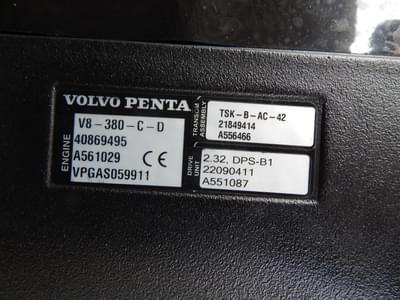 VOLVO PENTA
ENGINE
V8-380-C-D
40869495
A561029
CE
VPGAS059911
TRANSOM
ASSEMBLY
TSK-B-AC-42
21849414
A556466
DRIVE
UNIT
2.32, DPS-B1
22090411
A551087